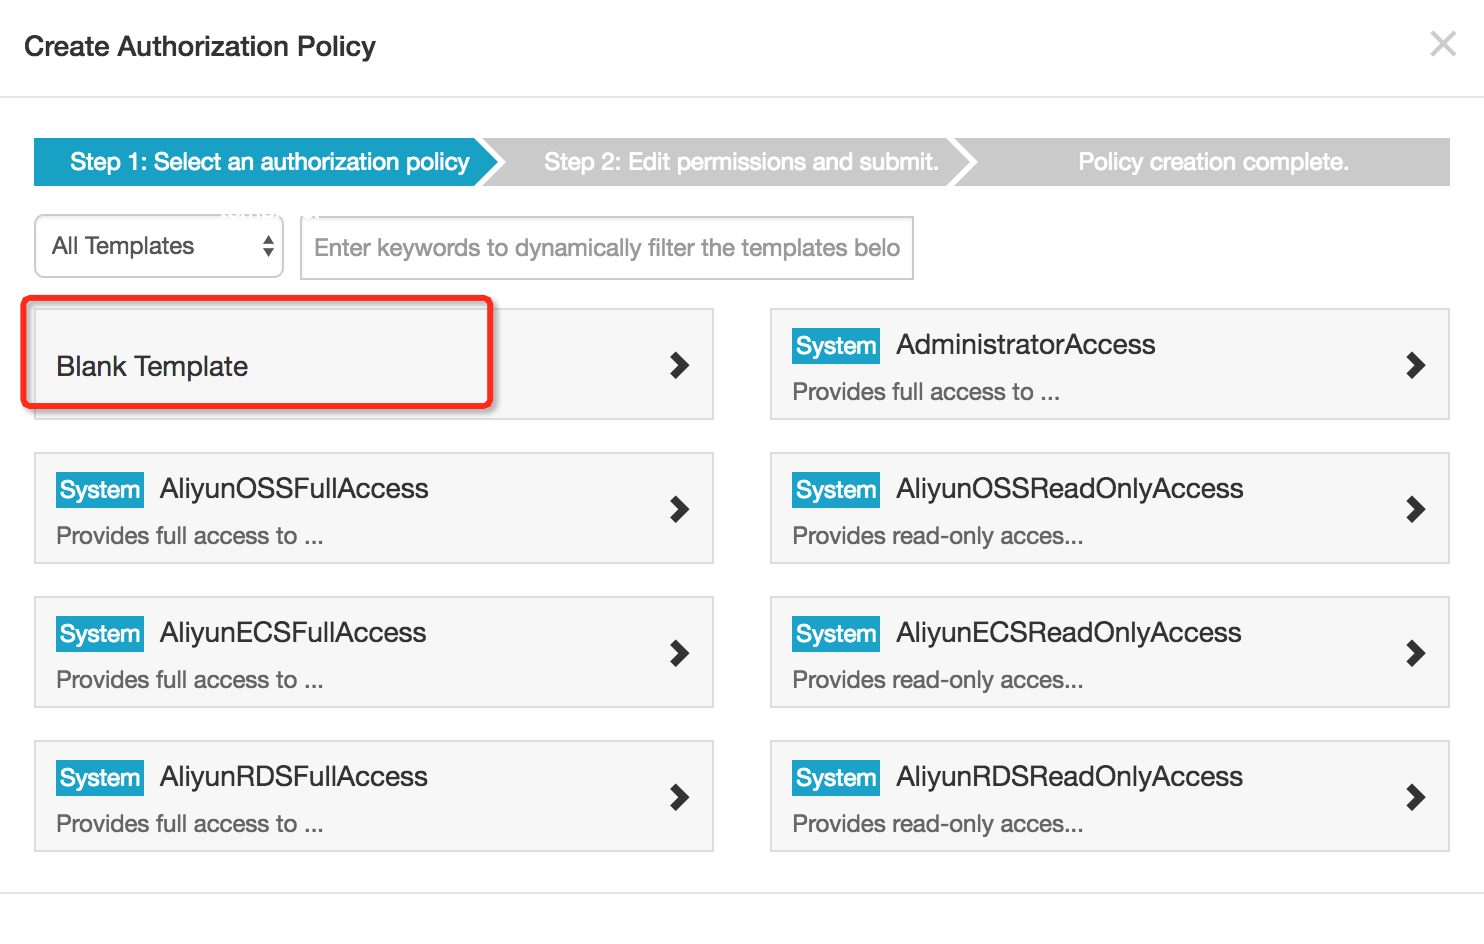 Create Authorization Policy
Step 1: Select an authorization policy
Step 2: Edit permissions and submit.
Policy creation complete.
All Templates
Enter keywords to dynamically filter the templates belo
Blank Template
System AdministratorAccess
Provides full access to ...
System AliyunOSSFullAccess
Provides full access to ...
System AliyunOSSReadOnlyAccess
Provides read-only acces...
System AliyunECSFullAccess
Provides full access to ...
System AliyunECSReadOnlyAccess
Provides read-only acces...
System AliyunRDSFullAccess
Provides full access to ...
System AliyunRDSReadOnlyAccess
Provides read-only acces...